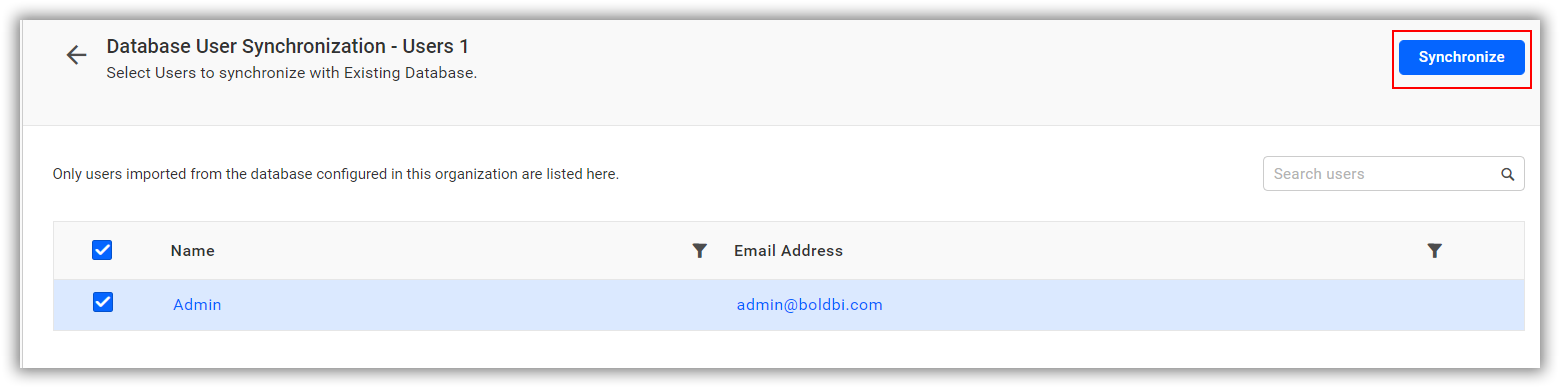 Database User Synchronization - Users 1
Select Users to synchronize with Existing Database.
Synchronize
Only users imported from the database configured in this organization are listed here.
Search users
Name Email Address
Admin admin@boldbi.com